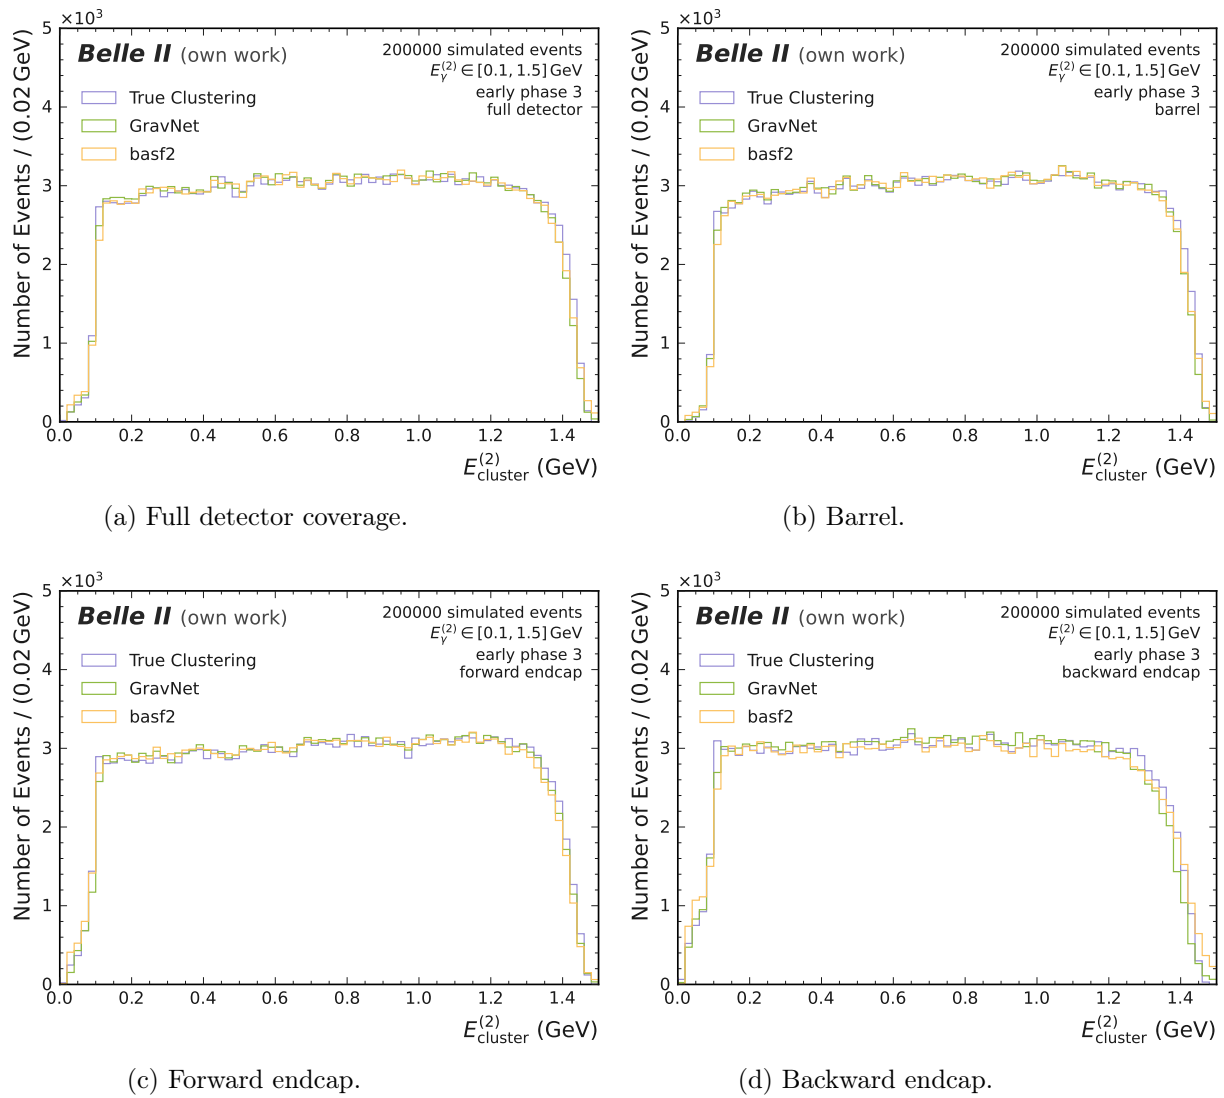 ×10³
Belle II (own work)
200000 simulated events
E_γ^(2) ∈ [0.1, 1.5] GeV
early phase 3
full detector
True Clustering
GravNet
basf2
Number of Events / (0.02 GeV)
5
4
3
2
1
0
0.0 0.2 0.4 0.6 0.8 1.0 1.2 1.4
E_cluster^(2) (GeV)
(a) Full detector coverage.
×10³
Belle II (own work)
200000 simulated events
E_γ^(2) ∈ [0.1, 1.5] GeV
early phase 3
barrel
True Clustering
GravNet
basf2
Number of Events / (0.02 GeV)
5
4
3
2
1
0
0.0 0.2 0.4 0.6 0.8 1.0 1.2 1.4
E_cluster^(2) (GeV)
(b) Barrel.
×10³
Belle II (own work)
200000 simulated events
E_γ^(2) ∈ [0.1, 1.5] GeV
early phase 3
forward endcap
True Clustering
GravNet
basf2
Number of Events / (0.02 GeV)
5
4
3
2
1
0
0.0 0.2 0.4 0.6 0.8 1.0 1.2 1.4
E_cluster^(2) (GeV)
(c) Forward endcap.
×10³
Belle II (own work)
200000 simulated events
E_γ^(2) ∈ [0.1, 1.5] GeV
early phase 3
backward endcap
True Clustering
GravNet
basf2
Number of Events / (0.02 GeV)
5
4
3
2
1
0
0.0 0.2 0.4 0.6 0.8 1.0 1.2 1.4
E_cluster^(2) (GeV)
(d) Backward endcap.